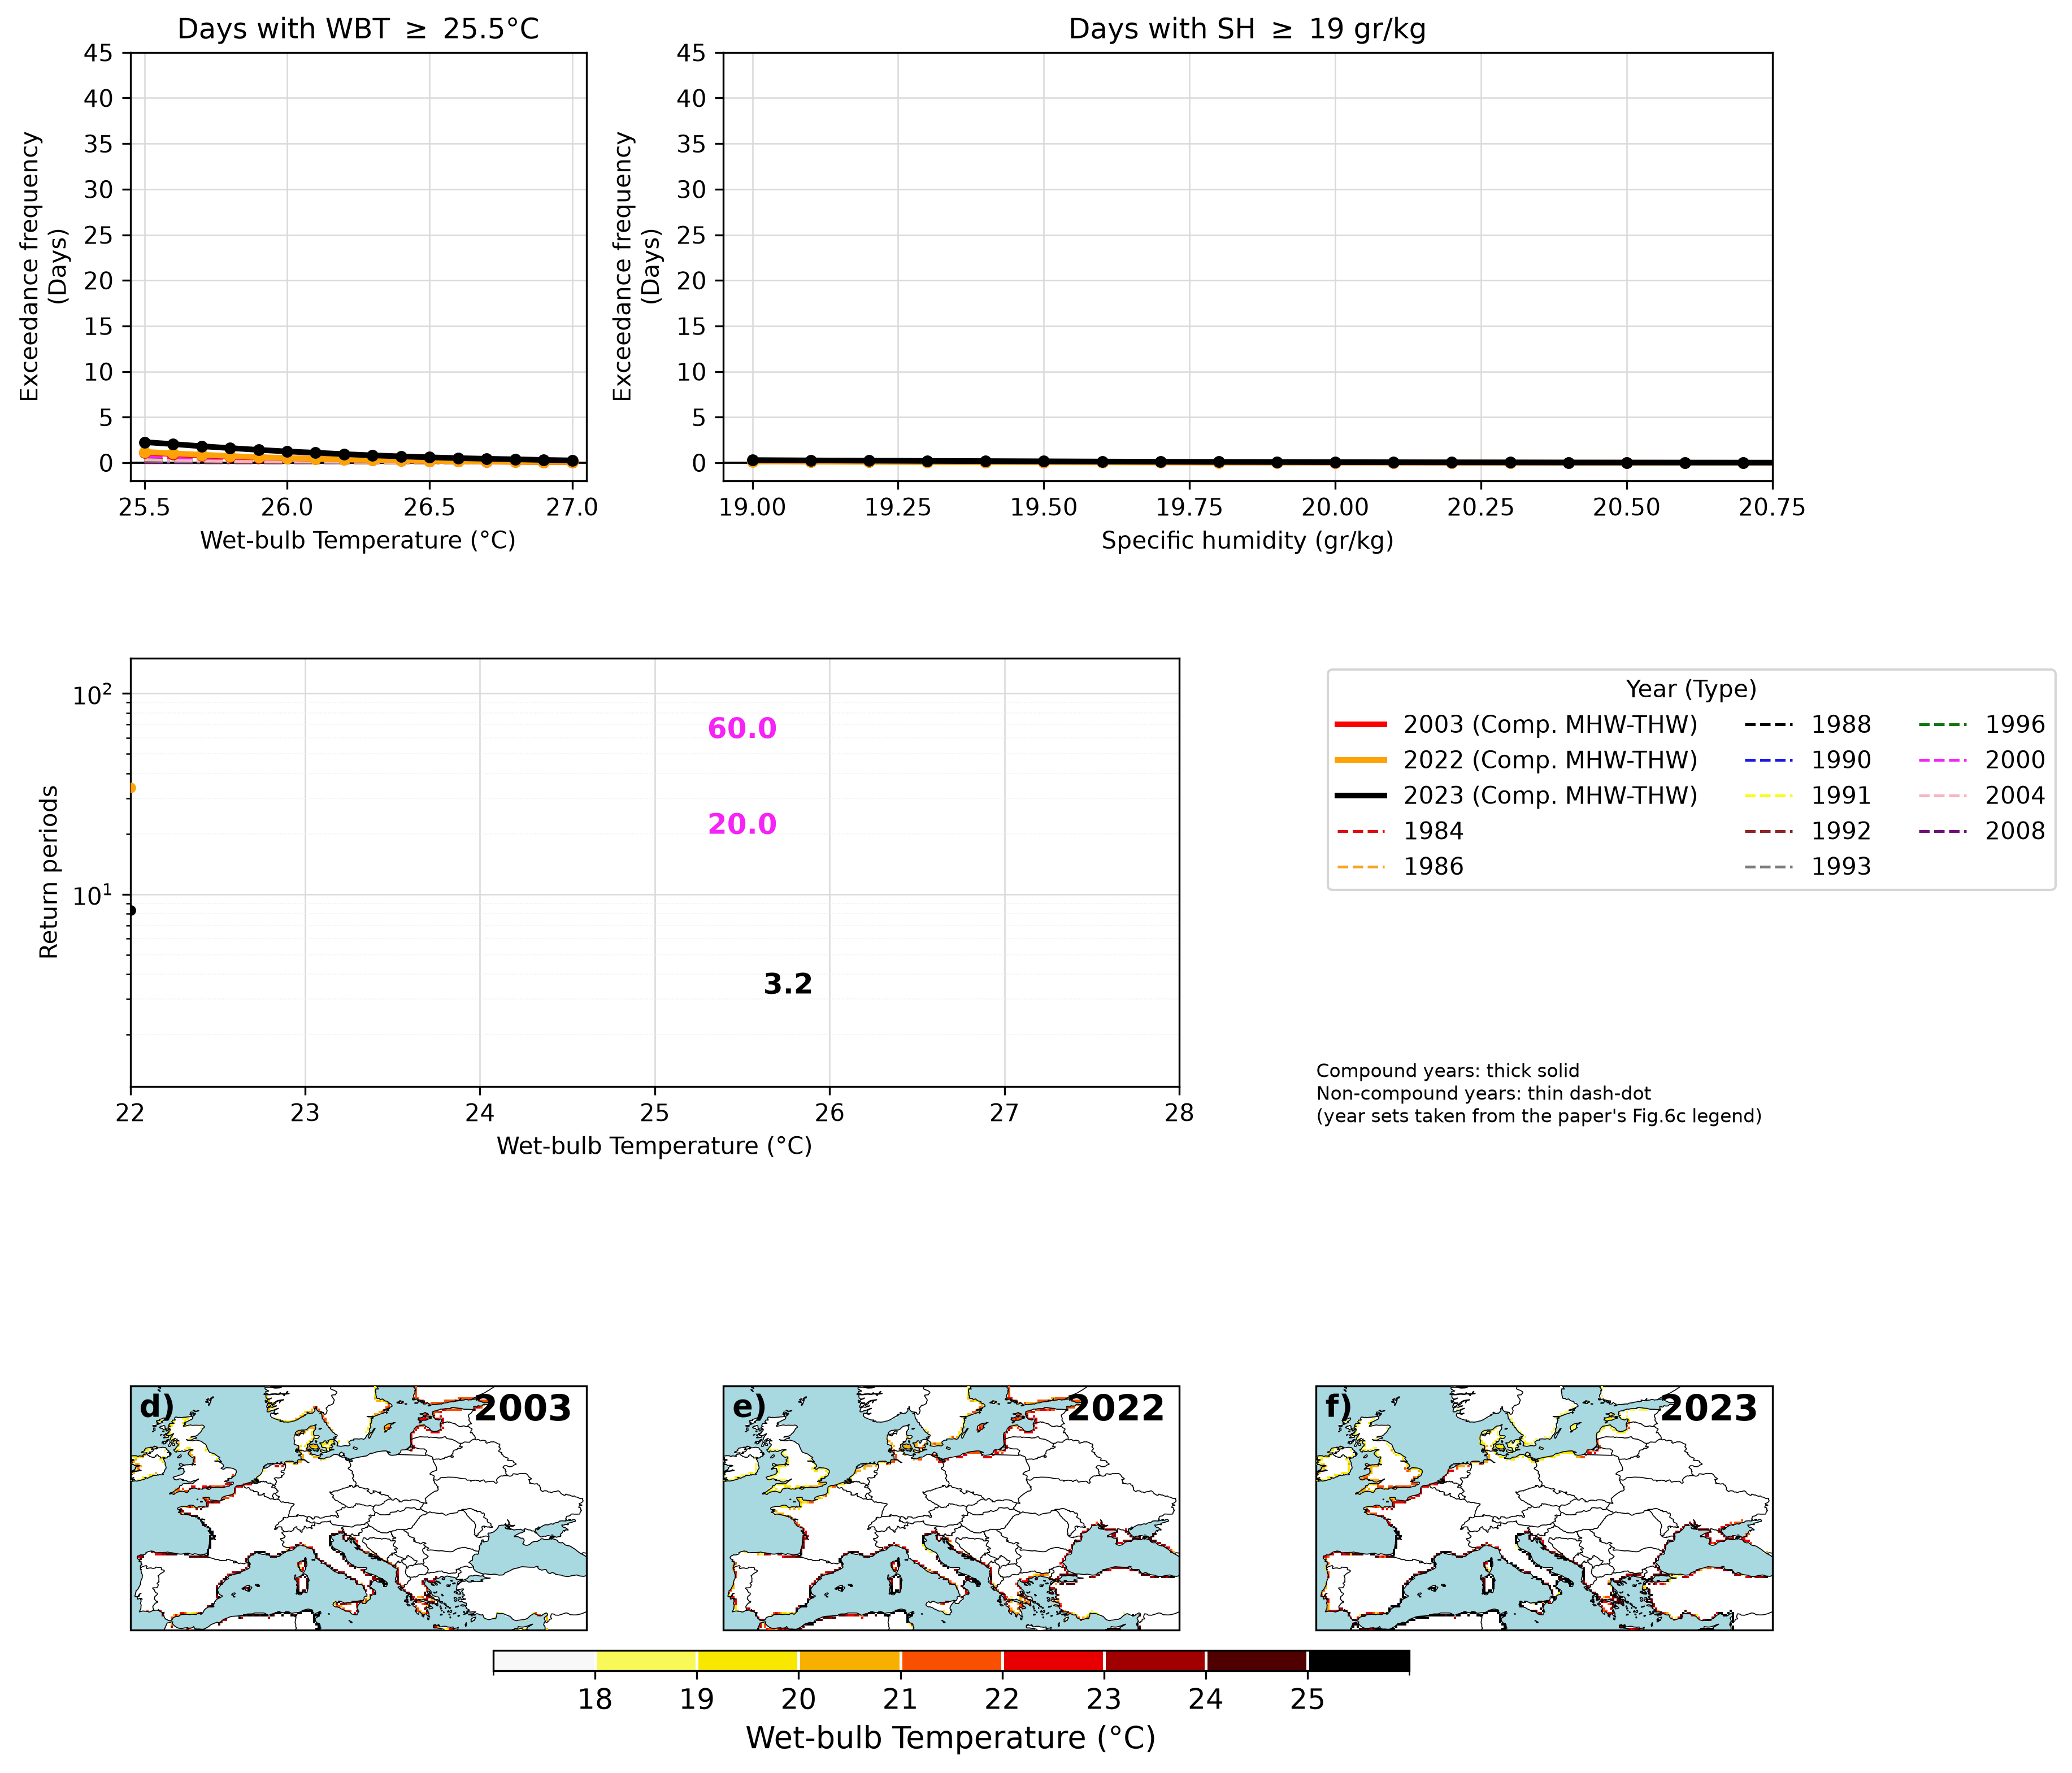 Days with WBT ≥ 25.5°C
Days with SH ≥ 19 gr/kg
Exceedance frequency
(Days)
45
40
35
30
25
20
15
10
5
0
25.5 26.0 26.5 27.0
Wet-bulb Temperature (°C)
Exceedance frequency
(Days)
45
40
35
30
25
20
15
10
5
0
19.00 19.25 19.50 19.75 20.00 20.25 20.50 20.75
Specific humidity (gr/kg)
Return periods
10²
10¹
60.0
20.0
3.2
22 23 24 25 26 27 28
Wet-bulb Temperature (°C)
Year (Type)
2003 (Comp. MHW-THW)
2022 (Comp. MHW-THW)
2023 (Comp. MHW-THW)
1984
1986
1988
1990
1991
1992
1993
1996
2000
2004
2008
Compound years: thick solid
Non-compound years: thin dash-dot
(year sets taken from the paper's Fig.6c legend)
d) 2003
e) 2022
f) 2023
18 19 20 21 22 23 24 25
Wet-bulb Temperature (°C)